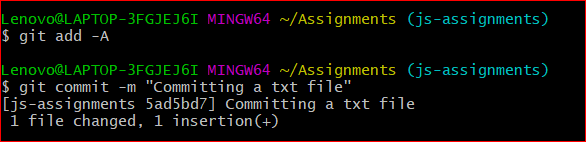 Lenovo@LAPTOP-3FGJEJ6I MINGW64 ~/Assignments (js-assignments)
$ git add -A
Lenovo@LAPTOP-3FGJEJ6I MINGW64 ~/Assignments (js-assignments)
$ git commit -m "Committing a txt file"
[js-assignments 5ad5bd7] Committing a txt file
 1 file changed, 1 insertion(+)